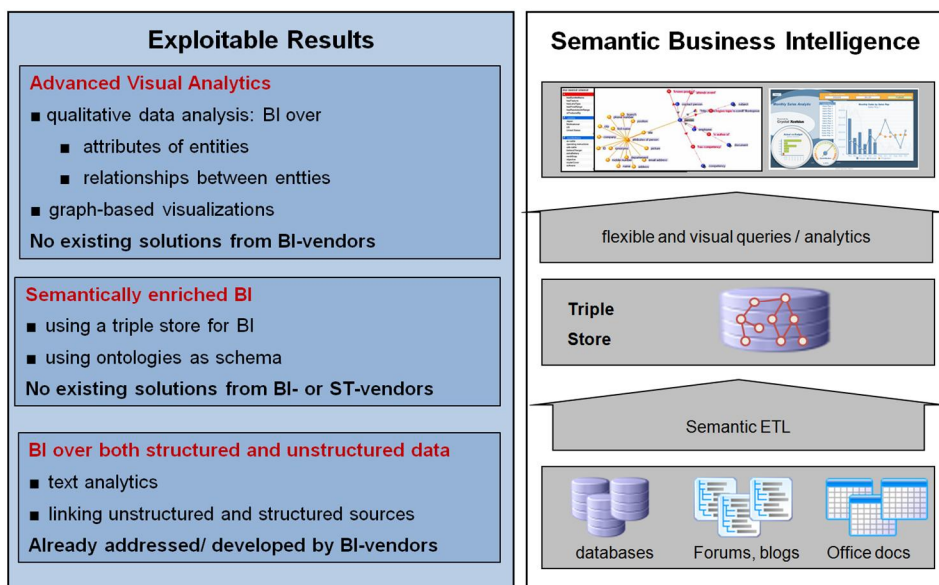 Exploitable Results
Advanced Visual Analytics
■ qualitative data analysis: BI over
■ attributes of entities
■ relationships between entties
■ graph-based visualizations
No existing solutions from BI-vendors
Semantically enriched BI
■ using a triple store for BI
■ using ontologies as schema
No existing solutions from BI- or ST-vendors
BI over both structured and unstructured data
■ text analytics
■ linking unstructured and structured sources
Already addressed/ developed by BI-vendors
Semantic Business Intelligence
flexible and visual queries / analytics
Triple
Store
Semantic ETL
databases
Forums, blogs
Office docs